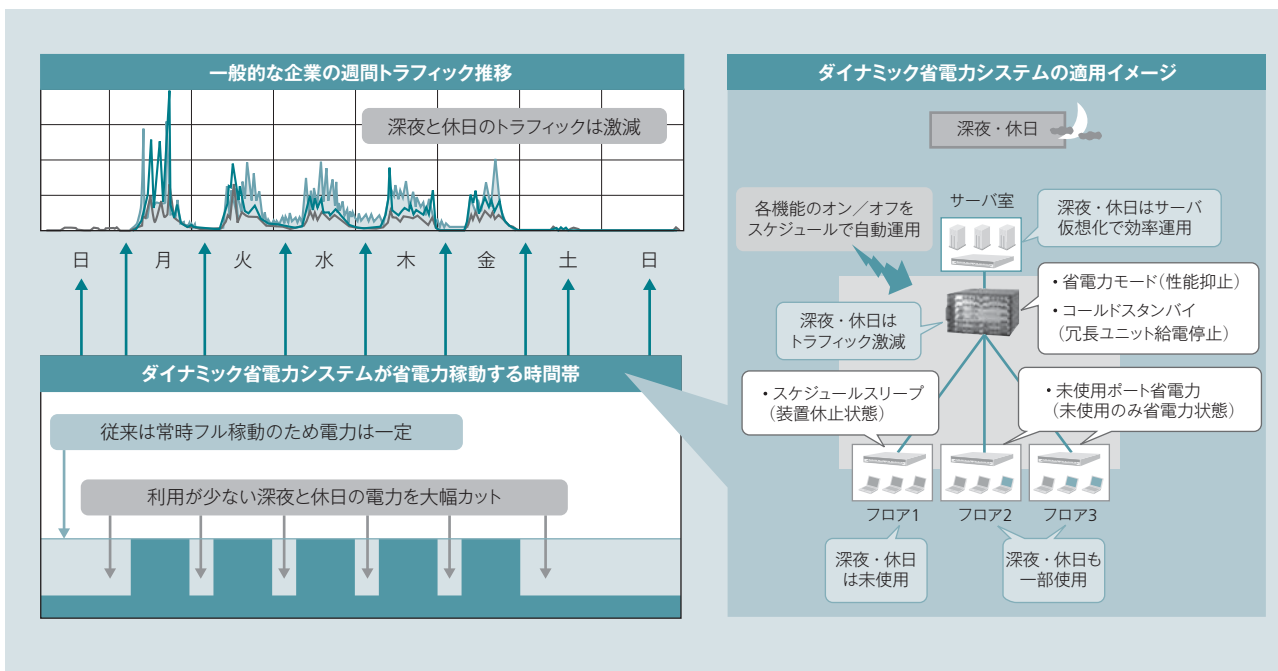 一般的な企業の週間トラフィック推移
深夜と休日のトラフィックは激減
日 月 火 水 木 金 土 日
ダイナミック省電力システムが省電力稼動する時間帯
従来は常時フル稼動のため電力は一定
利用が少ない深夜と休日の電力を大幅カット
ダイナミック省電力システムの適用イメージ
深夜・休日
各機能のオン／オフを
スケジュールで自動運用
サーバ室
深夜・休日はサーバ
仮想化で効率運用
・省電力モード（性能抑止）
・コールドスタンバイ
（冗長ユニット給電停止）
深夜・休日は
トラフィック激減
・スケジュールスリープ
（装置休止状態）
・未使用ポート省電力
（未使用のみ省電力状態）
フロア1 フロア2 フロア3
深夜・休日
は未使用
深夜・休日も
一部使用